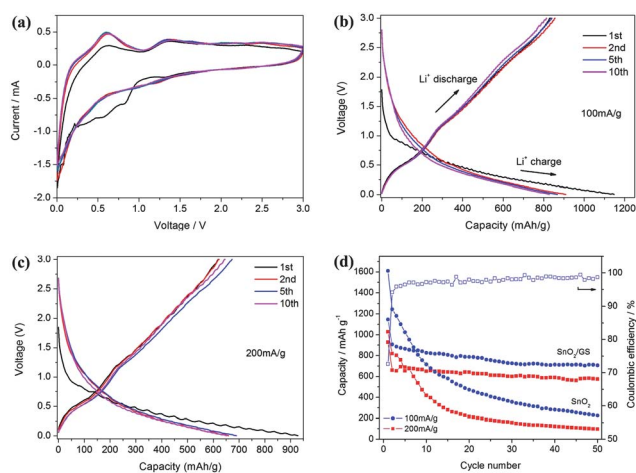 (a)
Current / mA
1.0
0.5
0.0
-0.5
-1.0
-1.5
-2.0
0.0 0.5 1.0 1.5 2.0 2.5 3.0
Voltage / V
(b)
Voltage (V)
3.0
2.5
2.0
1.5
1.0
0.5
0.0
1st
2nd
5th
10th
Li+ discharge
100mA/g
Li+ charge
0 200 400 600 800 1000 1200
Capacity (mAh/g)
(c)
Voltage (V)
3.0
2.5
2.0
1.5
1.0
0.5
0.0
1st
2nd
5th
10th
200mA/g
0 100 200 300 400 500 600 700 800 900
Capacity (mAh/g)
(d)
Capacity / mAh g-1
1600
1400
1200
1000
800
600
400
200
0
SnO2/GS
SnO2
100mA/g
200mA/g
100
90
80
70
60
50
Coulombic efficiency / %
0 10 20 30 40 50
Cycle number